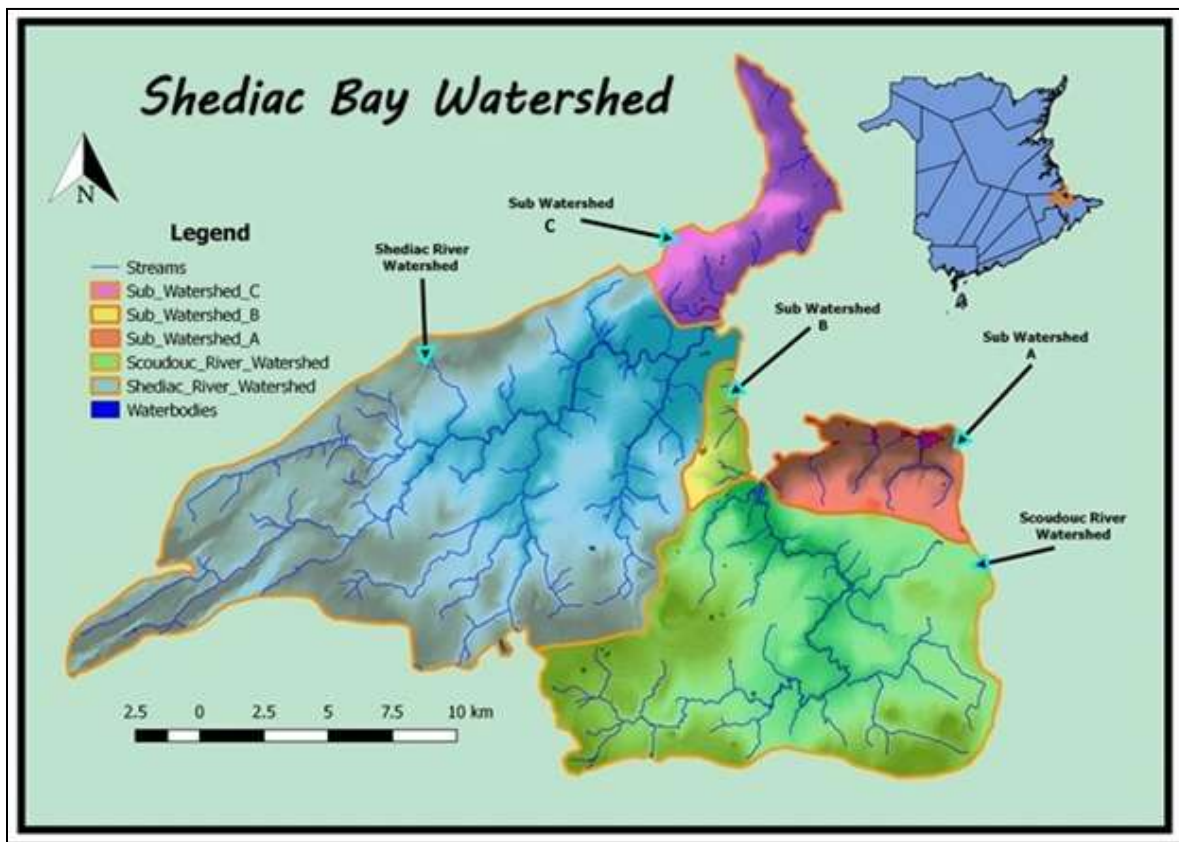 Shediac Bay Watershed
N
Legend
Streams
Sub_Watershed_C
Sub_Watershed_B
Sub_Watershed_A
Scoudouc_River_Watershed
Shediac_River_Watershed
Waterbodies
Shediac River
Watershed
Sub Watershed
C
Sub Watershed
B
Sub Watershed
A
Scoudouc River
Watershed
2.5 0 2.5 5 7.5 10 km